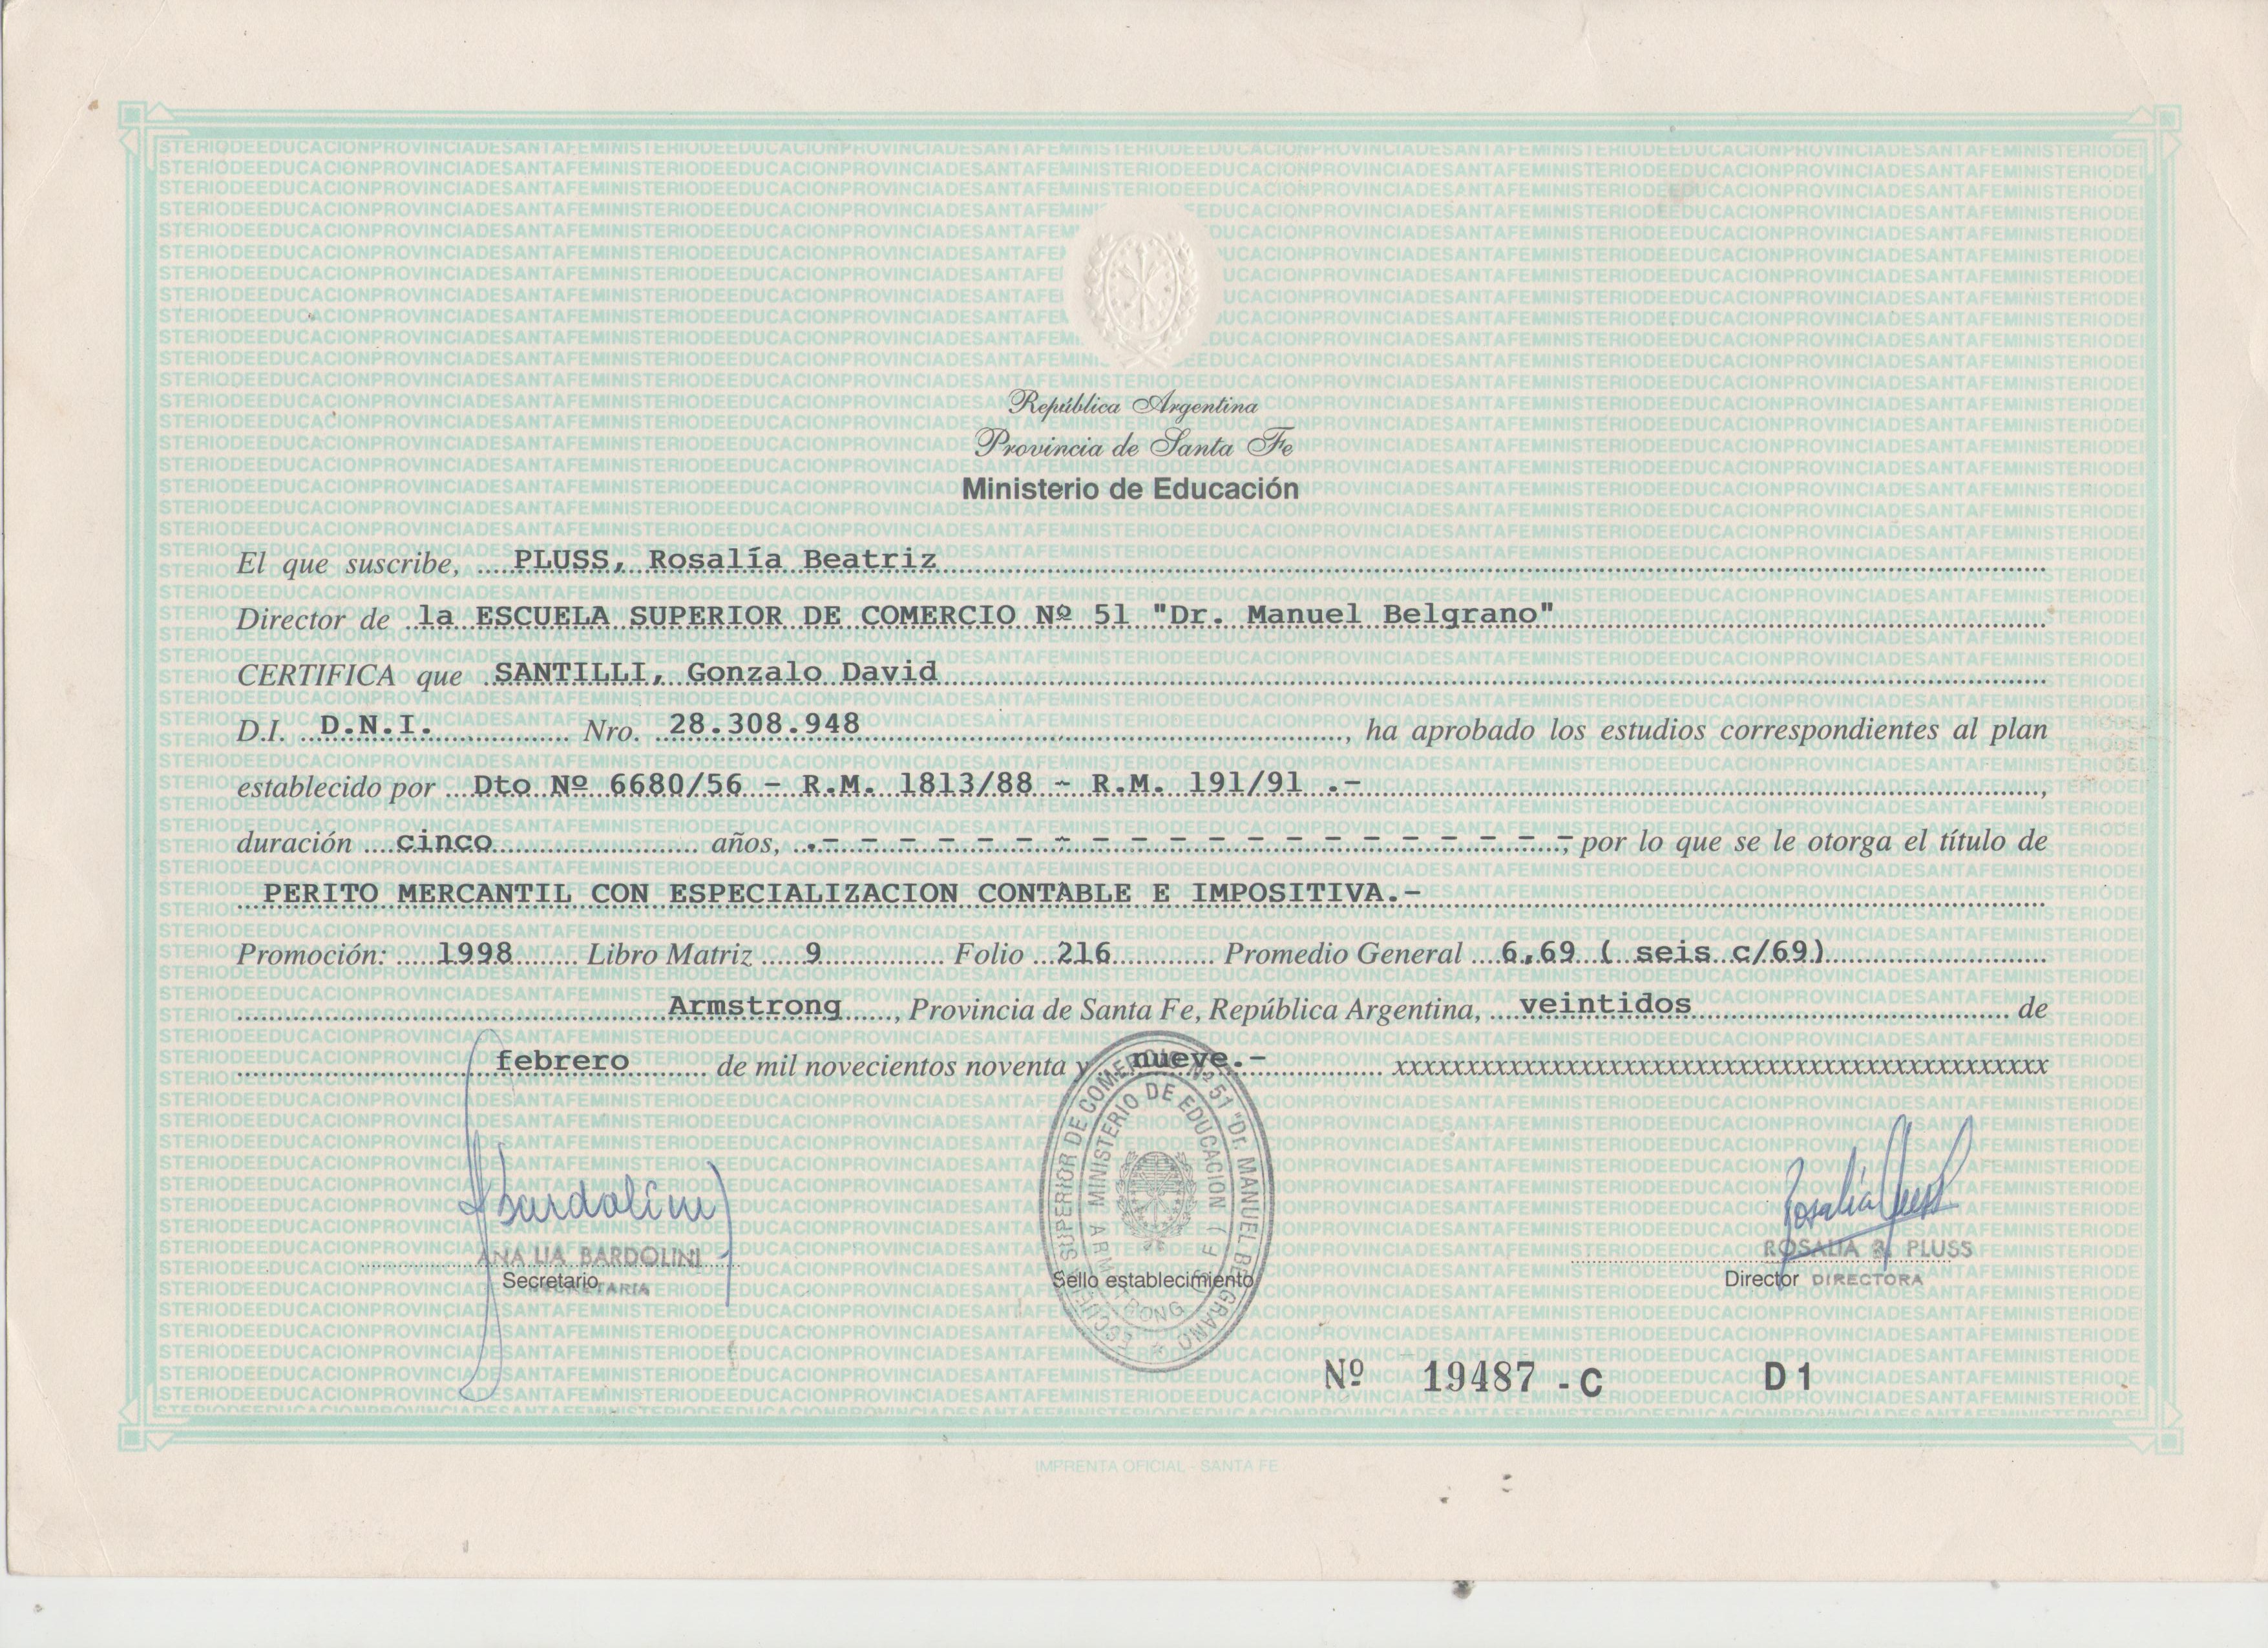 República Argentina
Provincia de Santa Fe
Ministerio de Educación
El que suscribe, PLUSS, Rosalía Beatriz
Director de la ESCUELA SUPERIOR DE COMERCIO Nº 51 "Dr. Manuel Belgrano"
CERTIFICA que SANTILLI, Gonzalo David
D.I. D.N.I. Nro. 28.308.948, ha aprobado los estudios correspondientes al plan
establecido por Dto Nº 6680/56 - R.M. 1813/88 - R.M. 191/91 .-,
duración cinco años, .- - - - - - - - - - - - - - - - - - - -, por lo que se le otorga el título de
PERITO MERCANTIL CON ESPECIALIZACION CONTABLE E IMPOSITIVA.-
Promoción: 1998 Libro Matriz 9 Folio 216 Promedio General 6,69 ( seis c/69)
Armstrong, Provincia de Santa Fe, República Argentina, veintidos de
febrero de mil novecientos noventa y nueve.- xxxxxxxxxxxxxxxxxxxxxxxxxxxxxxxxxxxxxxxxxxxxxx
ESCUELA SUPERIOR DE COMERCIO Nº 51 "Dr. MANUEL BELGRANO"
MINISTERIO DE EDUCACION
ARMSTRONG (S. FE)
Bardolini
Rosalía Pluss
ANA LIA BARDOLINI
ROSALIA B. PLUSS
Secretario SECRETARIA
Sello establecimiento
Director DIRECTORA
Nº 19487 - C D 1
IMPRENTA OFICIAL - SANTA FE